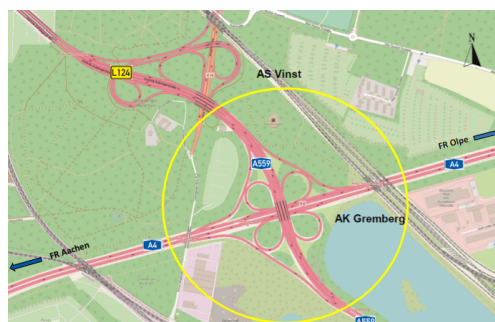 N
L124
AS Vinst
A559
FR Olpe
A4
AK Gremberg
A4
FR Aachen
A559